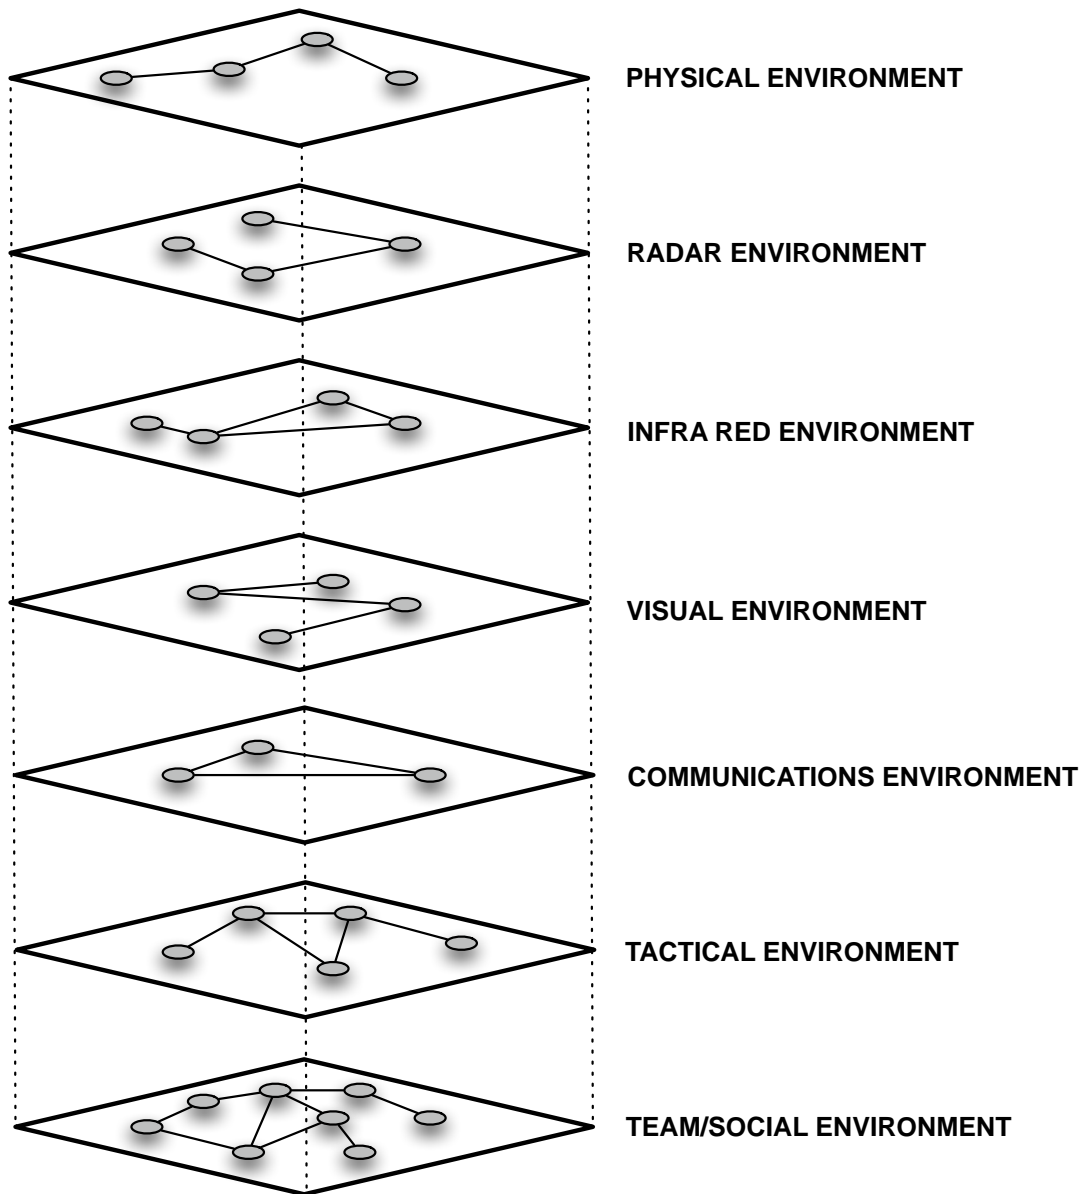 PHYSICAL ENVIRONMENT
RADAR ENVIRONMENT
INFRA RED ENVIRONMENT
VISUAL ENVIRONMENT
COMMUNICATIONS ENVIRONMENT
TACTICAL ENVIRONMENT
TEAM/SOCIAL ENVIRONMENT